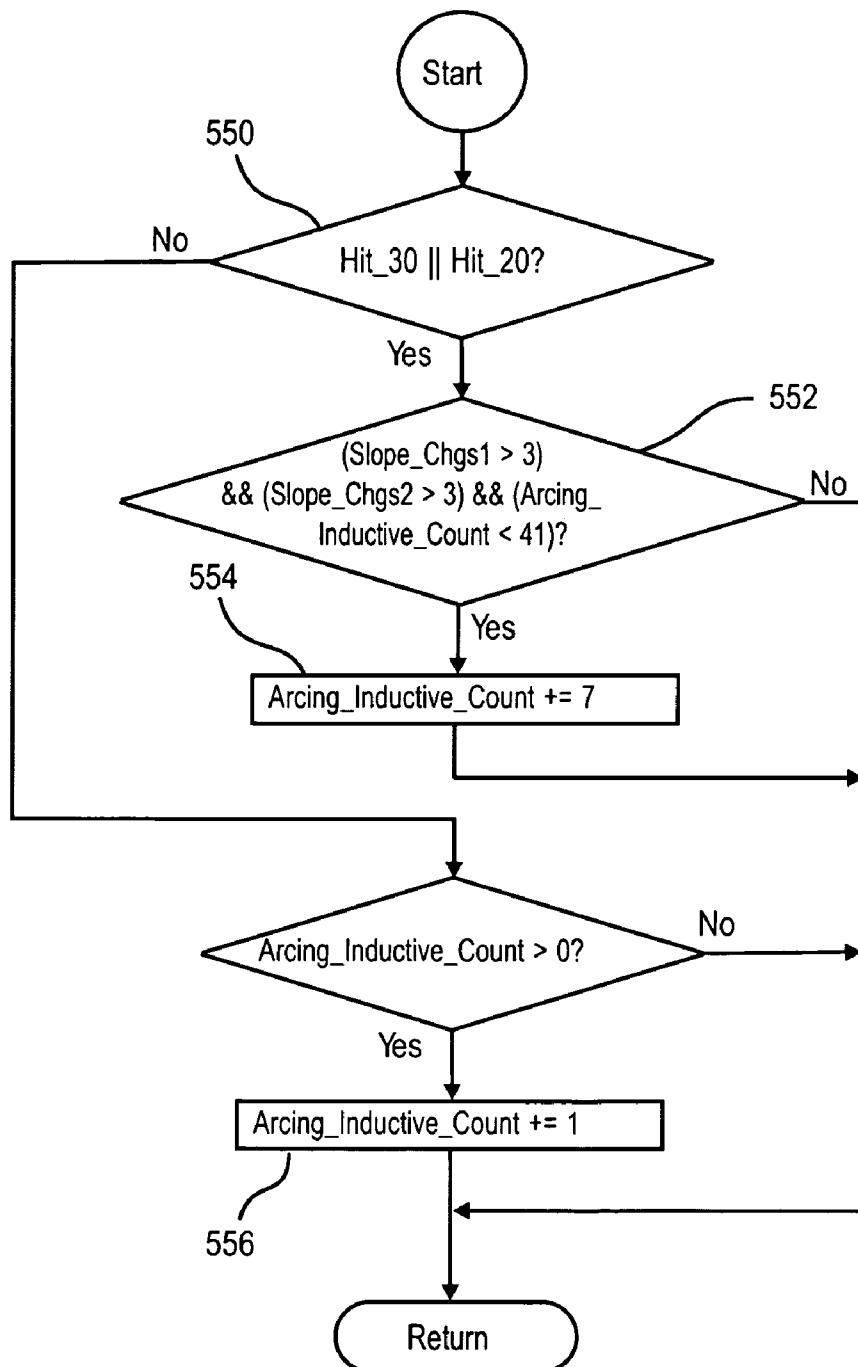 Start
550
No
Hit_30 || Hit_20?
Yes
552
(Slope_Chgs1 > 3)
&& (Slope_Chgs2 > 3) && (Arcing_
Inductive_Count < 41)?
No
554
Yes
Arcing_Inductive_Count += 7
Arcing_Inductive_Count > 0?
No
Yes
Arcing_Inductive_Count += 1
556
Return